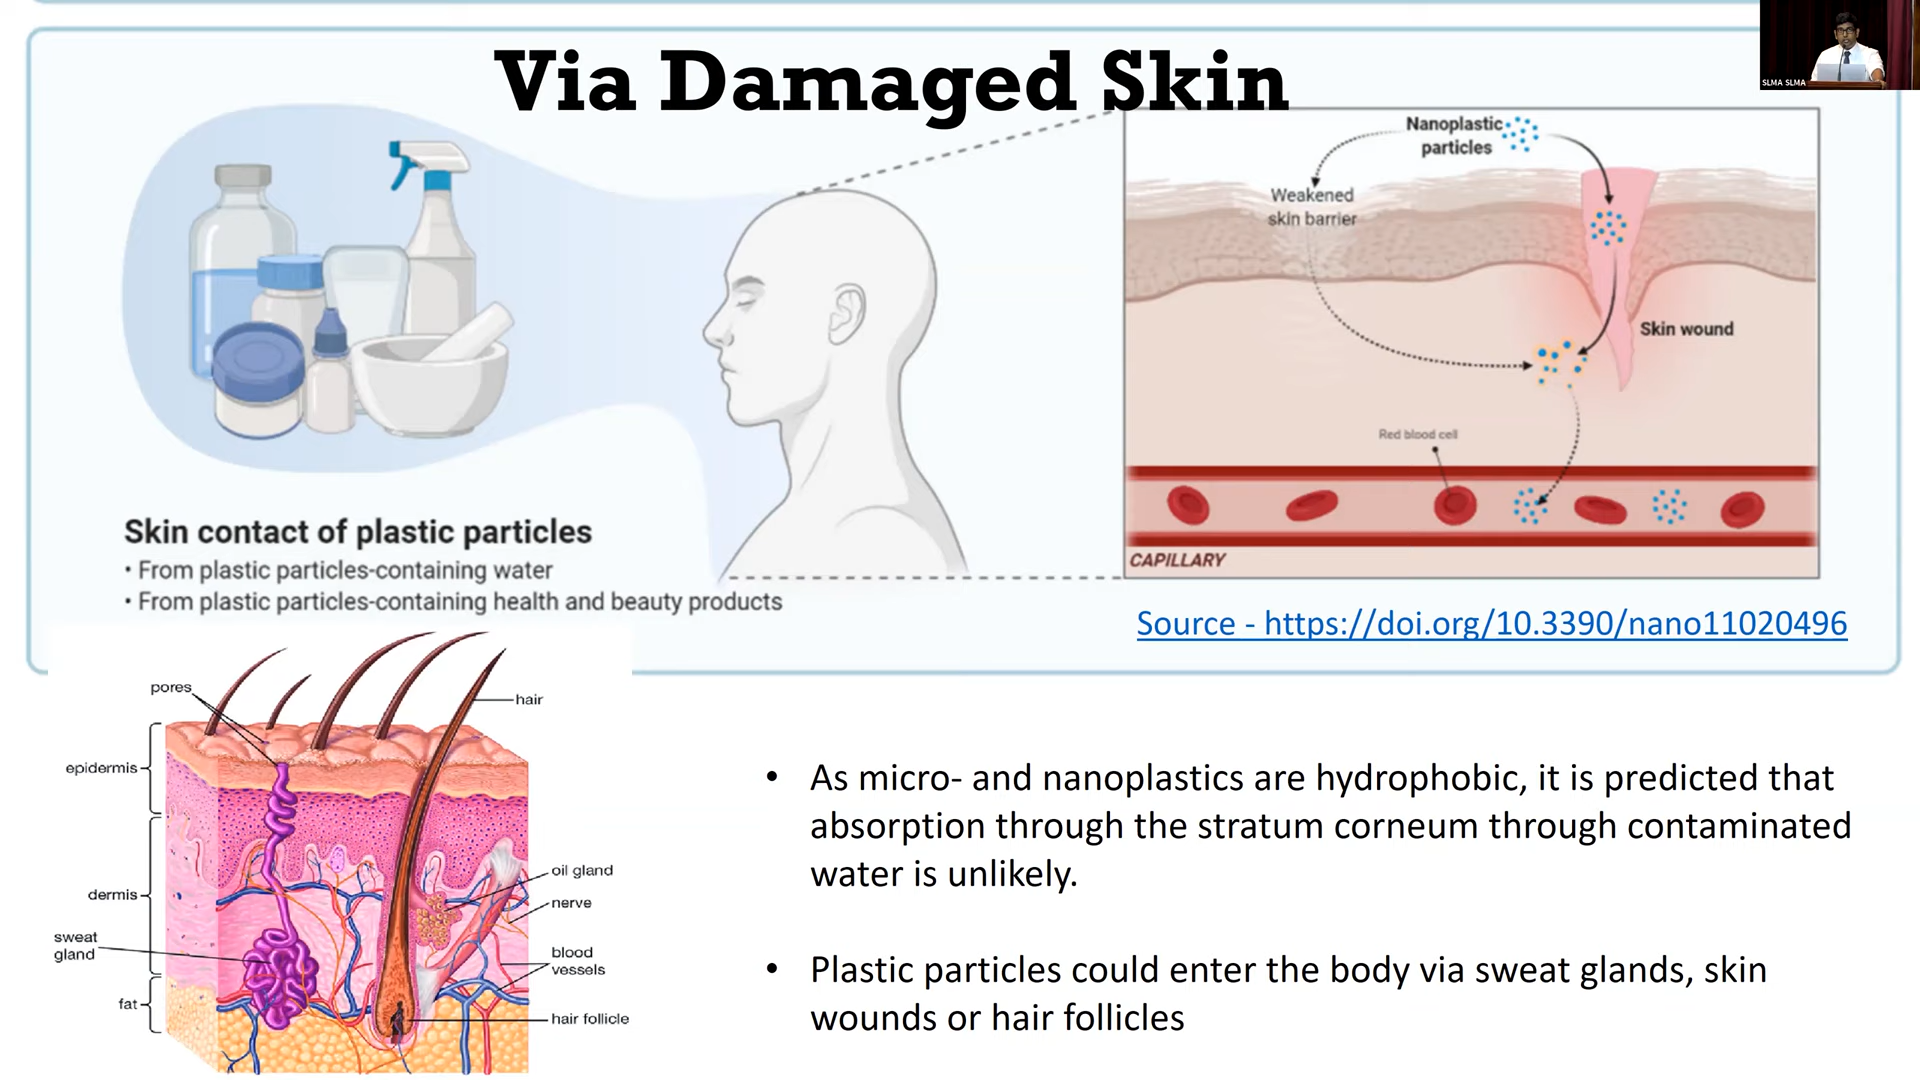 Via Damaged Skin
SLMA SLMA
Nanoplastic
particles
Weakened
skin barrier
Skin wound
Red blood cell
CAPILLARY
Skin contact of plastic particles
• From plastic particles-containing water
• From plastic particles-containing health and beauty products
Source - https://doi.org/10.3390/nano11020496
pores
hair
epidermis
oil gland
dermis
nerve
sweat
gland
blood
vessels
fat
hair follicle
• As micro- and nanoplastics are hydrophobic, it is predicted that
absorption through the stratum corneum through contaminated
water is unlikely.
• Plastic particles could enter the body via sweat glands, skin
wounds or hair follicles